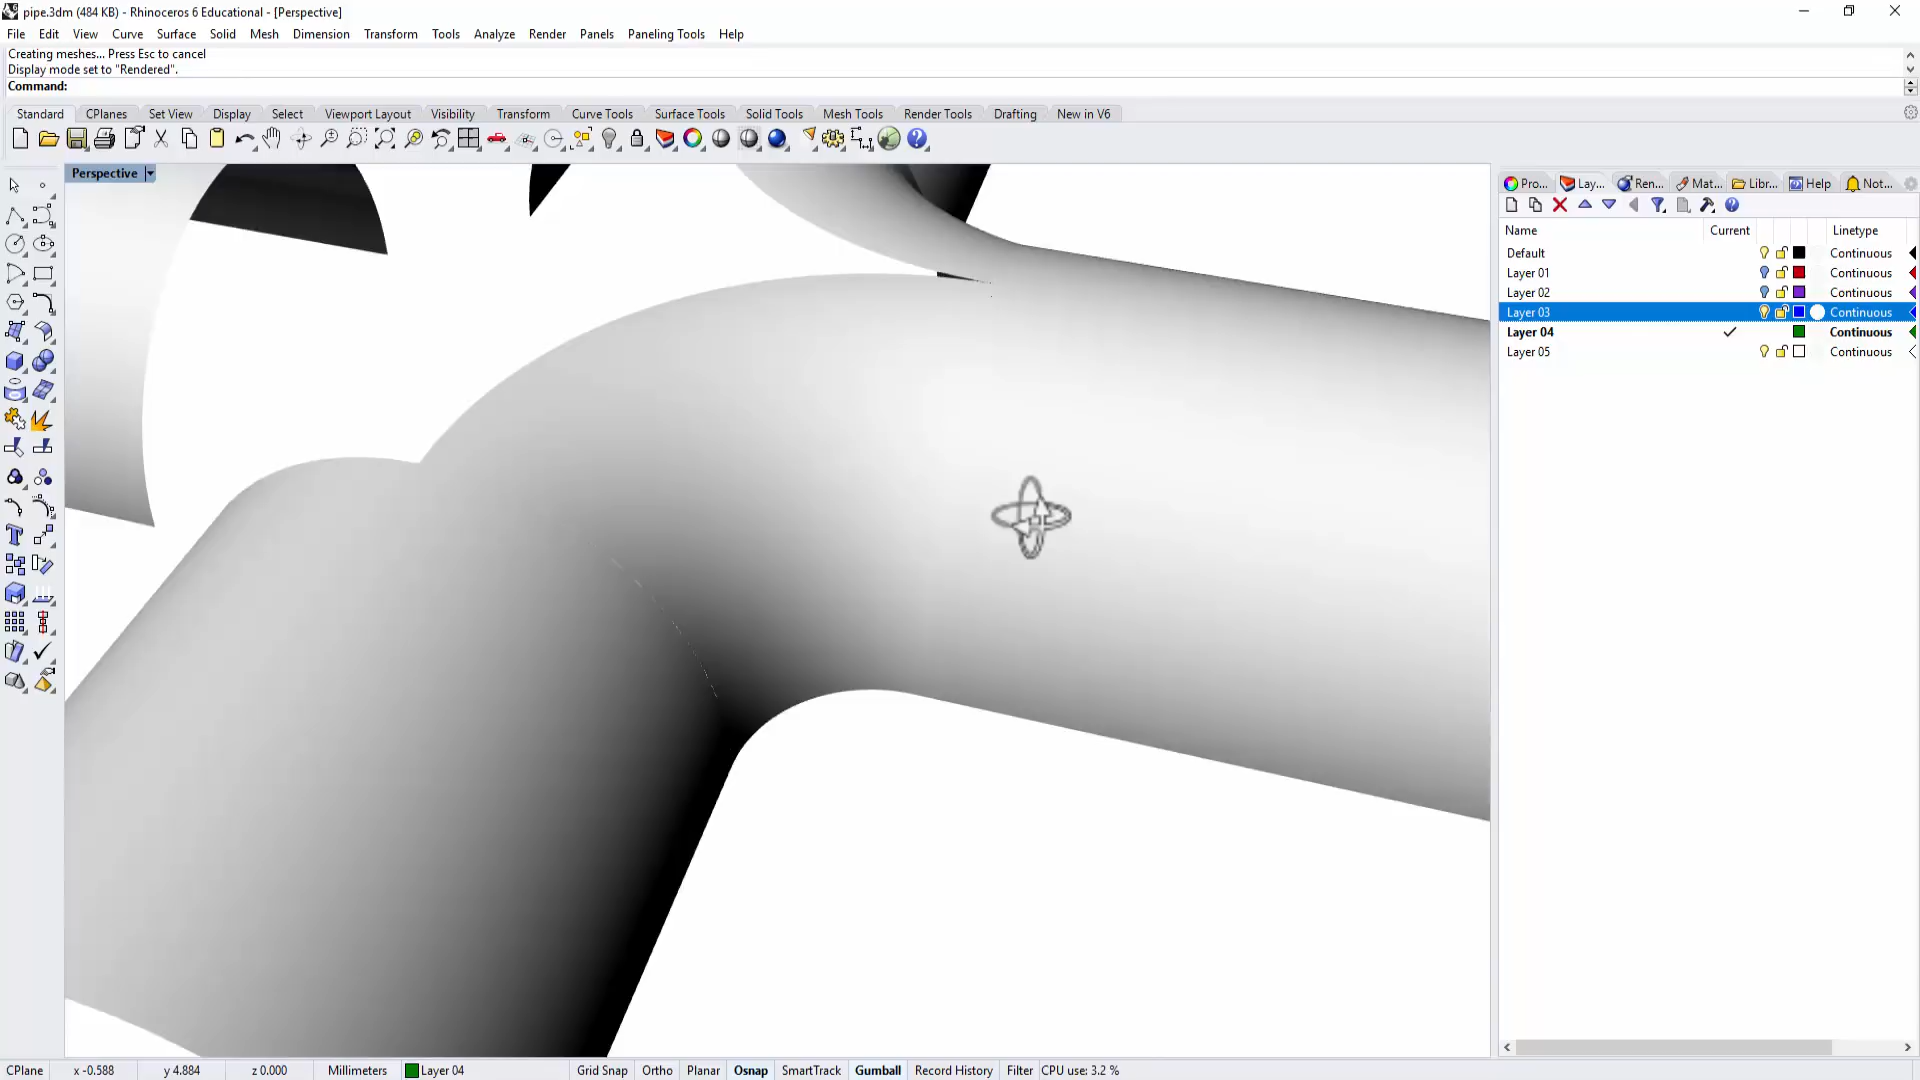 pipe.3dm (484 KB) - Rhinoceros 6 Educational - [Perspective]
File Edit View Curve Surface Solid Mesh Dimension Transform Tools Analyze Render Panels Paneling Tools Help
Creating meshes... Press Esc to cancel
Display mode set to "Rendered".
Command:
Standard CPlanes Set View Display Select Viewport Layout Visibility Transform Curve Tools Surface Tools Solid Tools Mesh Tools Render Tools Drafting New in V6
Perspective
Pro... Lay... Ren... Mat... Libr... Help Not...
Name Current Linetype
Default Continuous
Layer 01 Continuous
Layer 02 Continuous
Layer 03 Continuous
Layer 04 Continuous
Layer 05 Continuous
CPlane x -0.588 y 4.884 z 0.000 Millimeters Layer 04 Grid Snap Ortho Planar Osnap SmartTrack Gumball Record History Filter CPU use: 3.2 %